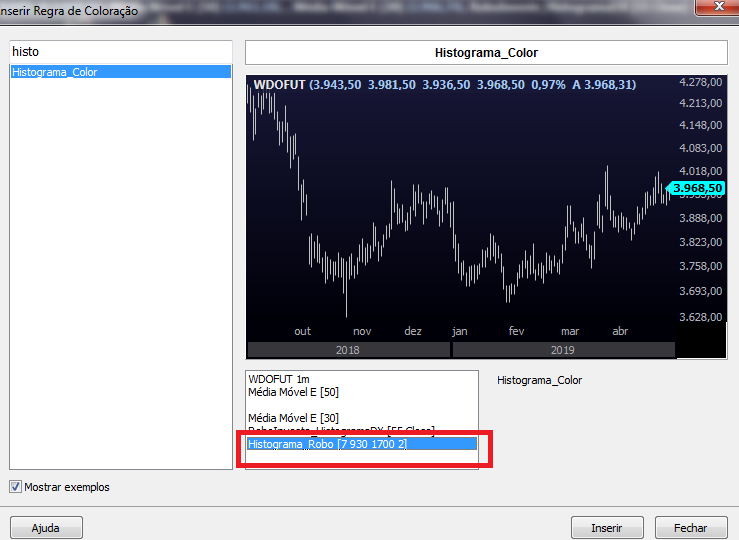 nserir Regra de Coloração
histo
Histograma_Color
Histograma_Color
WDOFUT (3.943,50 3.981,50 3.936,50 3.968,50 0,97% A 3.968,31)
4.278,00
4.213,00
4.148,00
4.083,00
4.018,00
3.968,50
3.888,00
3.823,00
3.758,00
3.693,00
3.628,00
out nov dez jan fev mar abr
2018 2019
WDOFUT 1m
Média Móvel E [50]
Histograma_Color
Média Móvel E [30]
Histograma_Robo [7 930 1700 2]
Mostrar exemplos
Ajuda Inserir Fechar